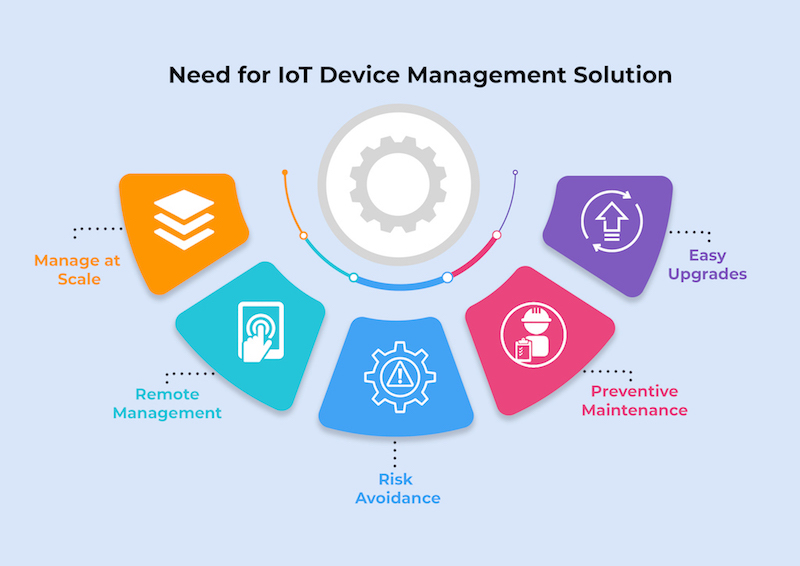 Need for IoT Device Management Solution
Manage at
Scale
Remote
Management
Risk
Avoidance
Preventive
Maintenance
Easy
Upgrades